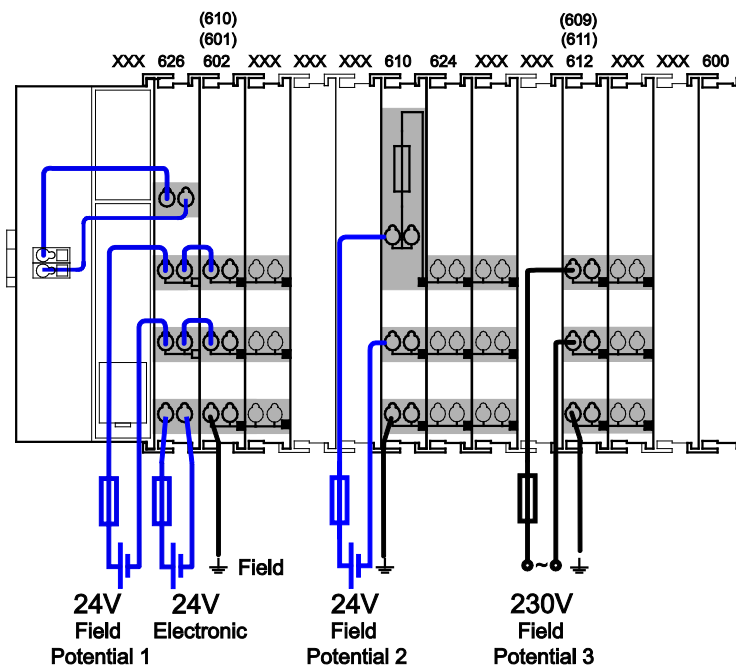 (610) (609)
(601) (611)
XXX 626 602 XXX XXX XXX 610 624 XXX XXX 612 XXX XXX 600
~
Field
24V 24V 24V 230V
Field Electronic Field Field
Potential 1 Potential 2 Potential 3